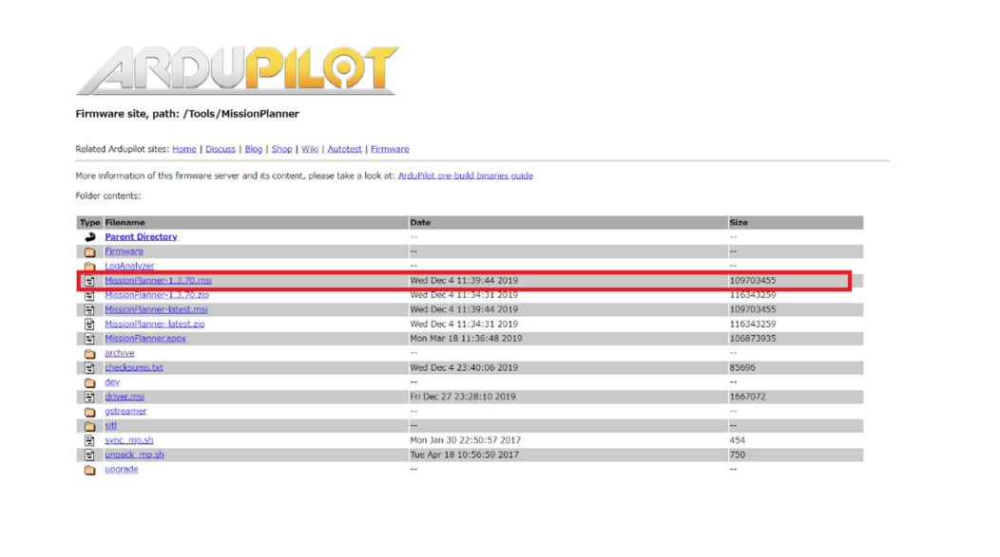 ARDUPILOT
Firmware site, path: /Tools/MissionPlanner
Related Ardupilot sites: Home | Discuss | Blog | Shop | Wiki | Autotest | Firmware
More information of this firmware server and its content, please take a look at: ArduPilot pre-build binaries guide
Folder contents:
Type Filename Date Size
Parent Directory -- --
Firmware -- --
LogAnalyzer -- --
MissionPlanner-1.3.70.msi Wed Dec 4 11:39:44 2019 109703455
MissionPlanner-1.3.70.zip Wed Dec 4 11:34:31 2019 116343259
MissionPlanner-latest.msi Wed Dec 4 11:39:44 2019 109703455
MissionPlanner-latest.zip Wed Dec 4 11:34:31 2019 116343259
MissionPlanner.appx Mon Mar 18 11:36:48 2019 106873935
archive -- --
checksums.txt Wed Dec 4 23:40:06 2019 85696
dev -- --
driver.msi Fri Dec 27 23:28:10 2019 1667072
gstreamer -- --
sitl -- --
sync_mp.sh Mon Jan 30 22:50:57 2017 454
unpack_mp.sh Tue Apr 18 10:56:59 2017 750
upgrade -- --